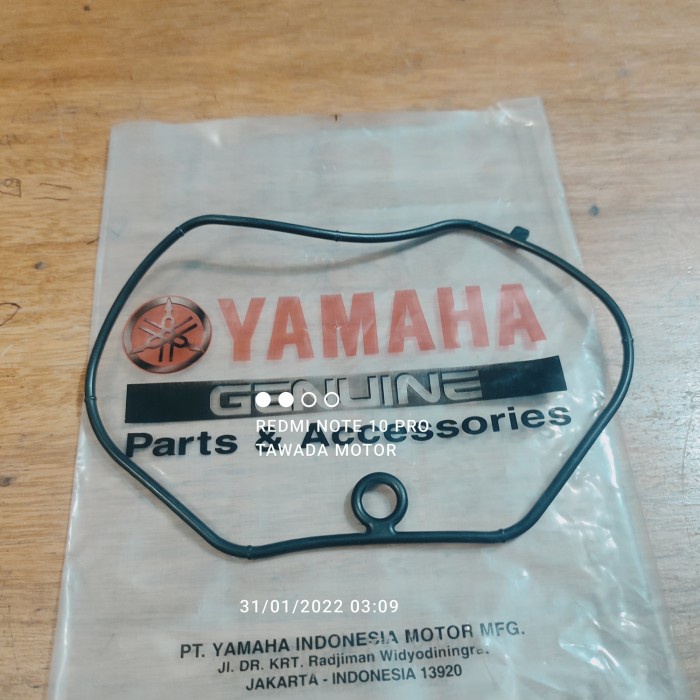 YAMAHA
GENUINE
Parts & Accessories
REDMI NOTE 10 PRO
TAWADA MOTOR
31/01/2022 03:09
PT. YAMAHA INDONESIA MOTOR MFG.
Jl. DR. KRT. Radjiman
JAKARTA - INDONESIA 13920